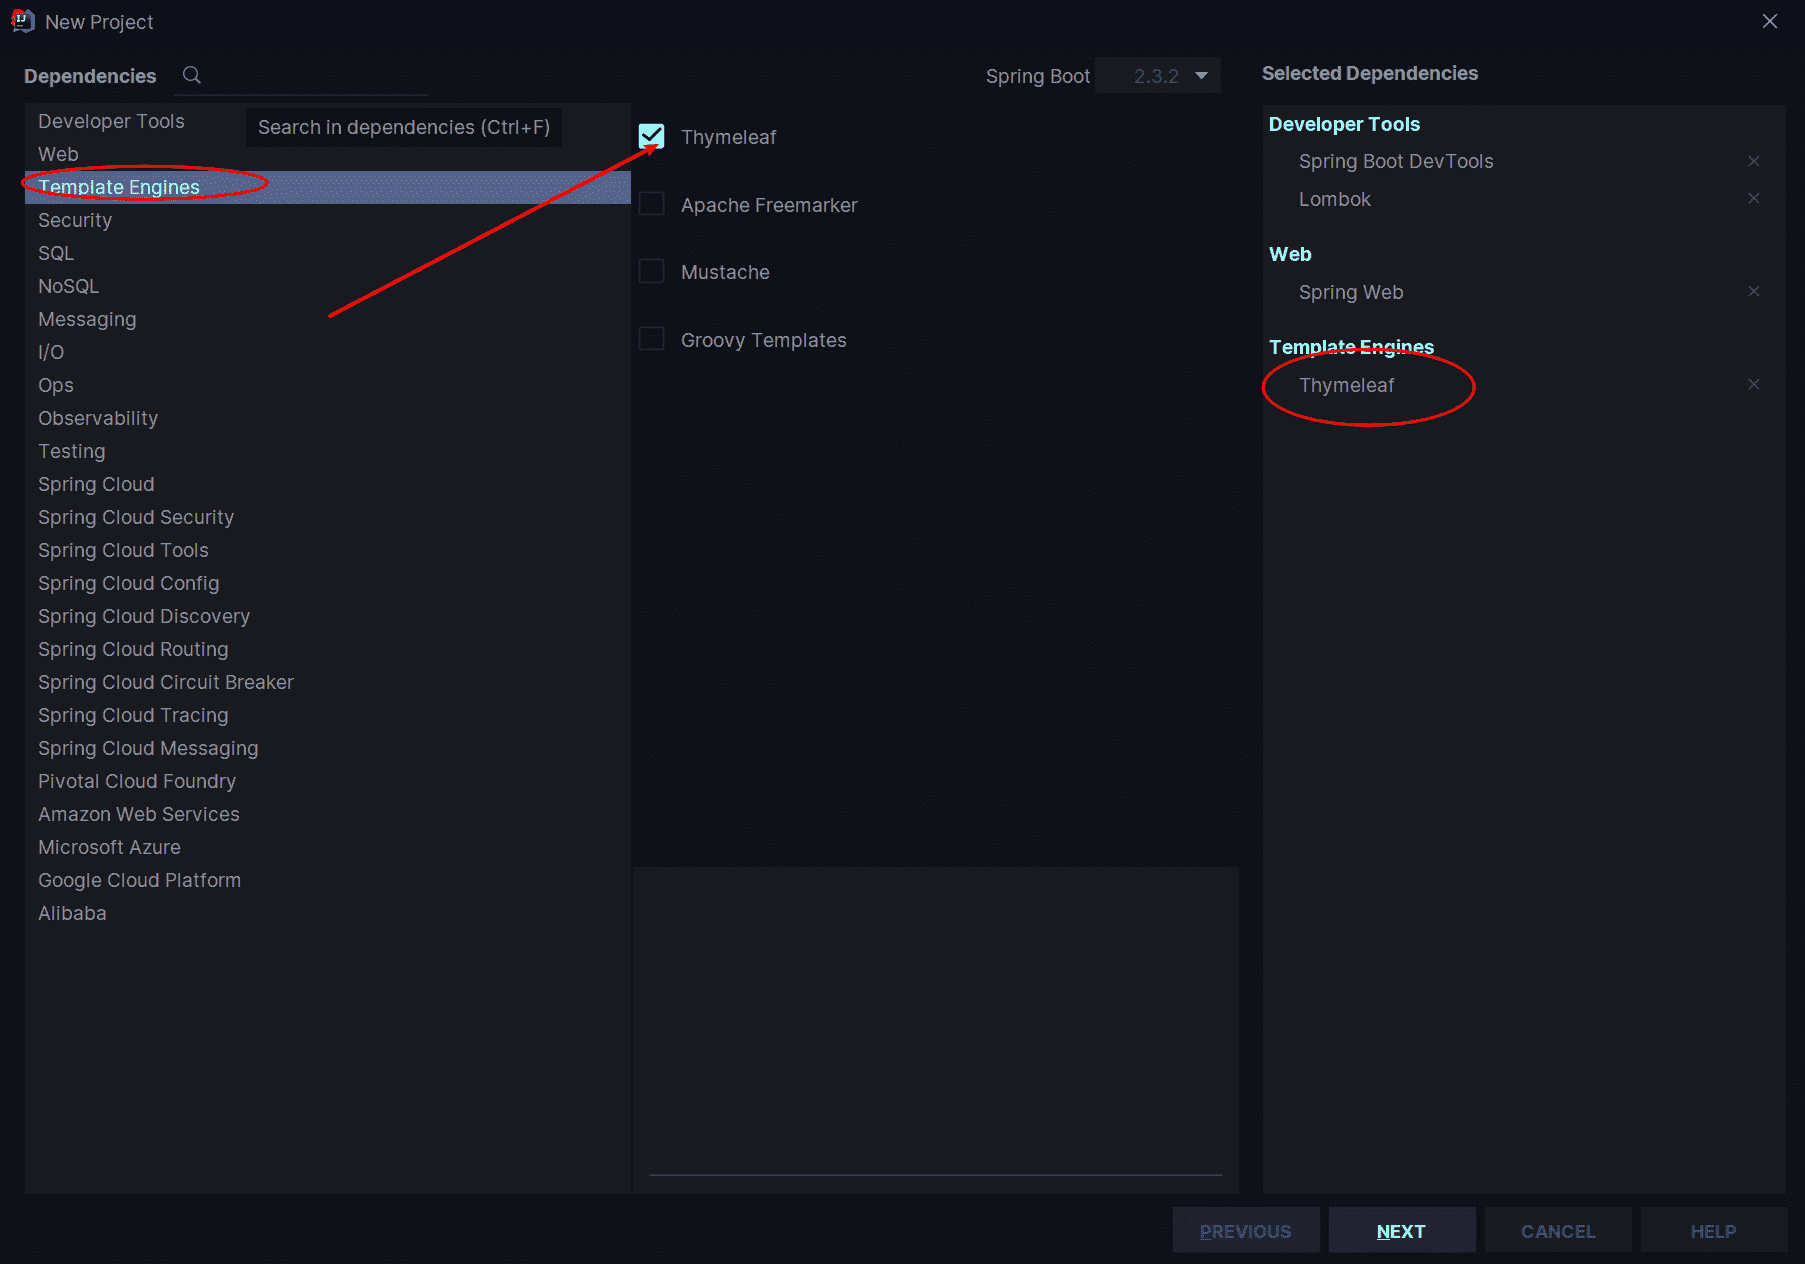 New Project
Dependencies
Spring Boot 2.3.2
Selected Dependencies
Developer Tools
Search in dependencies (Ctrl+F)
Web
Template Engines
Security
SQL
NoSQL
Messaging
I/O
Ops
Observability
Testing
Spring Cloud
Spring Cloud Security
Spring Cloud Tools
Spring Cloud Config
Spring Cloud Discovery
Spring Cloud Routing
Spring Cloud Circuit Breaker
Spring Cloud Tracing
Spring Cloud Messaging
Pivotal Cloud Foundry
Amazon Web Services
Microsoft Azure
Google Cloud Platform
Alibaba
Thymeleaf
Apache Freemarker
Mustache
Groovy Templates
Developer Tools
Spring Boot DevTools
Lombok
Web
Spring Web
Template Engines
Thymeleaf
PREVIOUS
NEXT
CANCEL
HELP